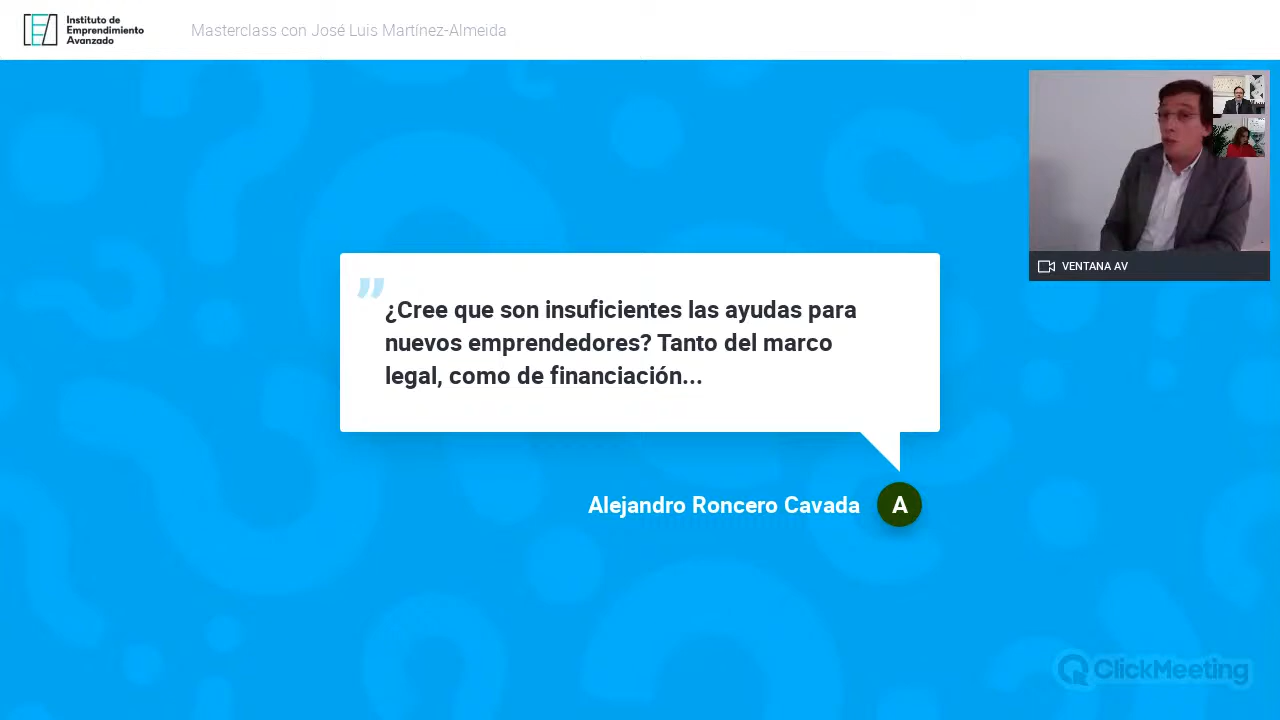 Instituto de
Emprendimiento
Avanzado
Masterclass con José Luis Martínez-Almeida
VENTANA AV
”
¿Cree que son insuficientes las ayudas para
nuevos emprendedores? Tanto del marco
legal, como de financiación...
Alejandro Roncero Cavada
A
ClickMeeting